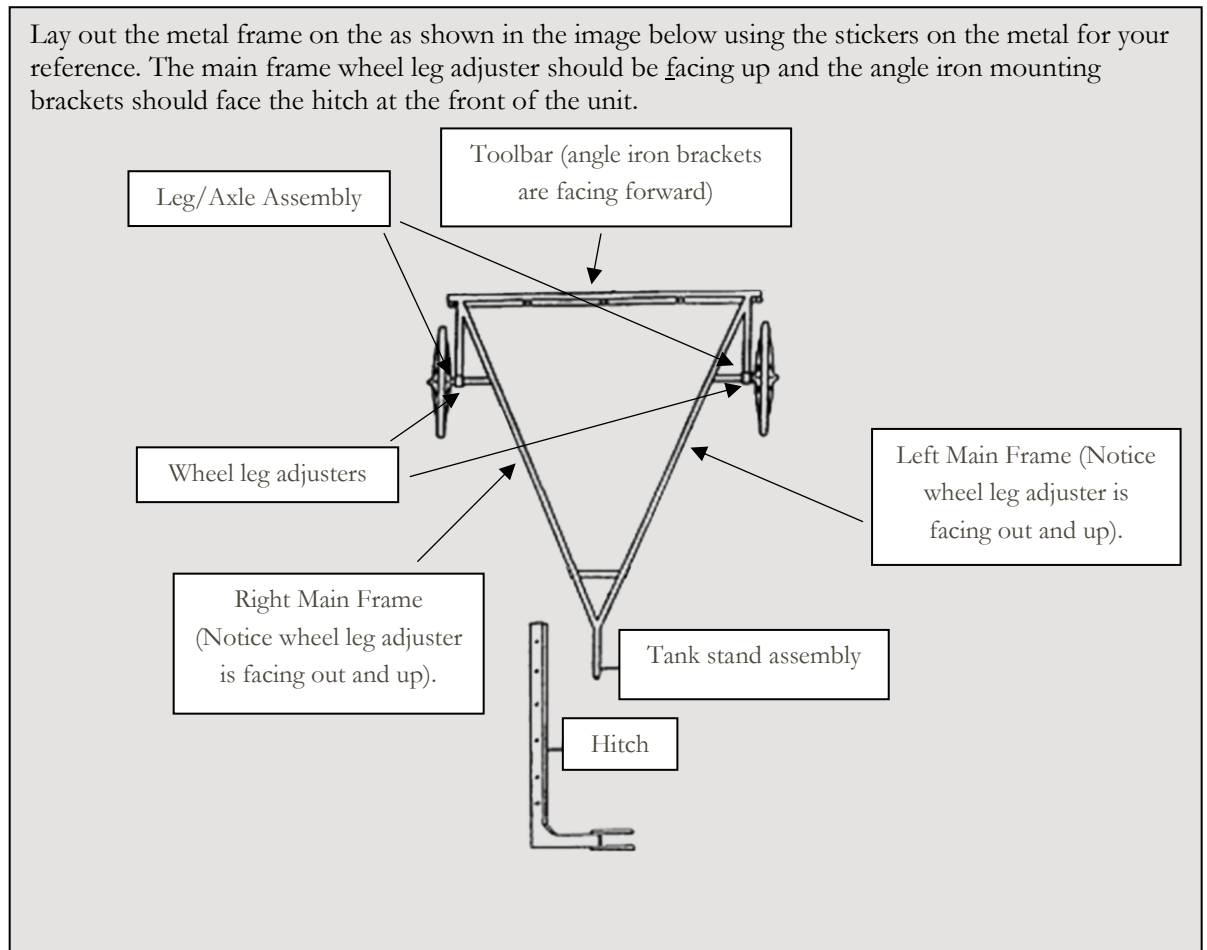 Lay out the metal frame on the as shown in the image below using the stickers on the metal for your
reference. The main frame wheel leg adjuster should be facing up and the angle iron mounting
brackets should face the hitch at the front of the unit.
Toolbar (angle iron brackets
are facing forward)
Leg/Axle Assembly
Wheel leg adjusters
Left Main Frame (Notice
wheel leg adjuster is
facing out and up).
Right Main Frame
(Notice wheel leg adjuster
is facing out and up).
Tank stand assembly
Hitch